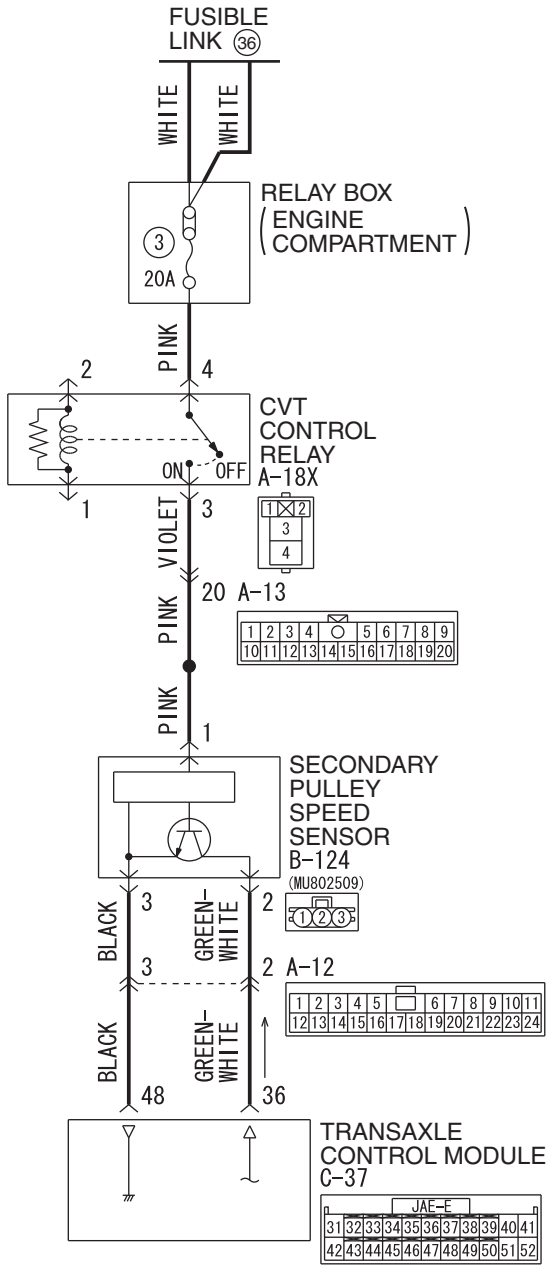 FUSIBLE
LINK 36
WHITE
WHITE
RELAY BOX
(ENGINE
COMPARTMENT)
3
20A
PINK
2
4
CVT
CONTROL
RELAY
ON OFF
A-18X
1
3
1 2
3
4
VIOLET
20 A-13
PINK
1 2 3 4 5 6 7 8 9
10 11 12 13 14 15 16 17 18 19 20
PINK
1
SECONDARY
PULLEY
SPEED
SENSOR
B-124
(MU802509)
1 2 3
3
2
BLACK
GREEN-
WHITE
3
2 A-12
1 2 3 4 5 6 7 8 9 10 11
12 13 14 15 16 17 18 19 20 21 22 23 24
BLACK
GREEN-
WHITE
48
36
TRANSAXLE
CONTROL MODULE
C-37
JAE-E
31 32 33 34 35 36 37 38 39 40 41
42 43 44 45 46 47 48 49 50 51 52